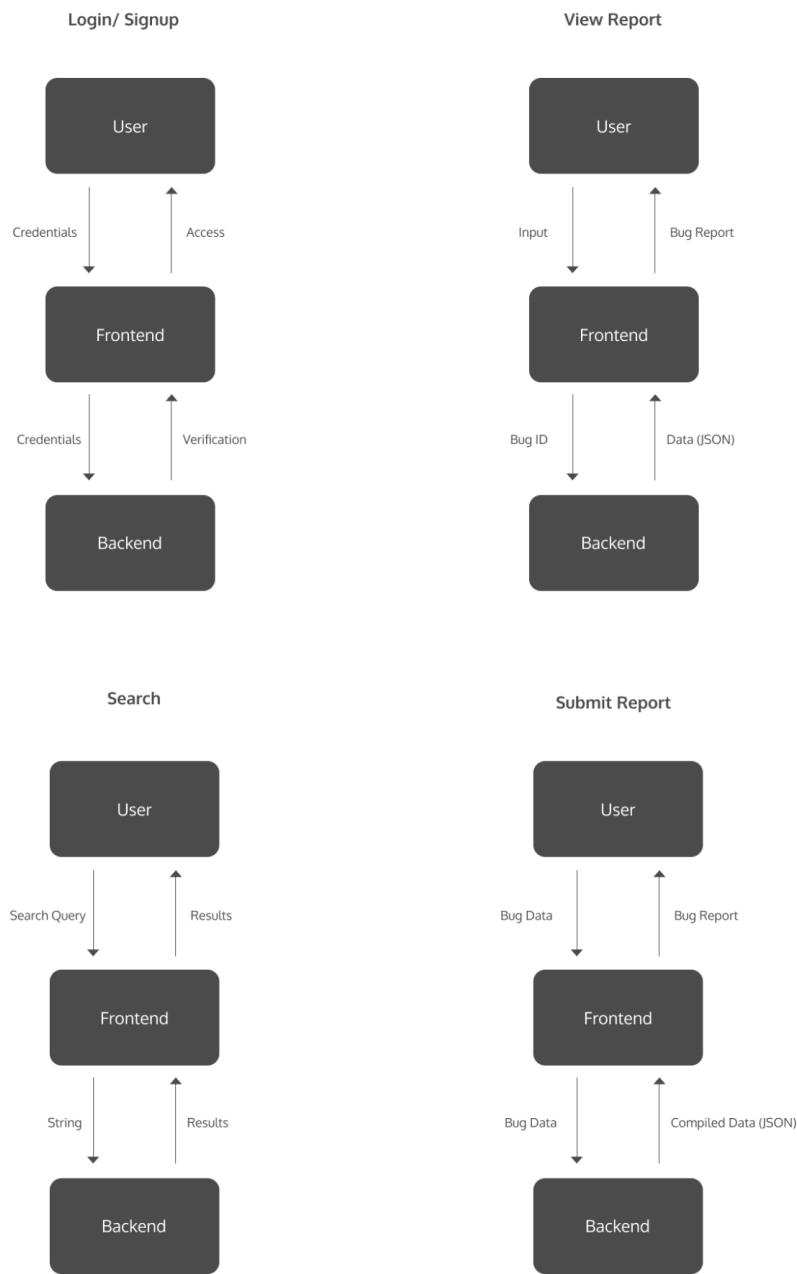 Login/ Signup
User
Credentials
Access
Frontend
Credentials
Verification
Backend
View Report
User
Input
Bug Report
Frontend
Bug ID
Data (JSON)
Backend
Search
User
Search Query
Results
Frontend
String
Results
Backend
Submit Report
User
Bug Data
Bug Report
Frontend
Bug Data
Compiled Data (JSON)
Backend